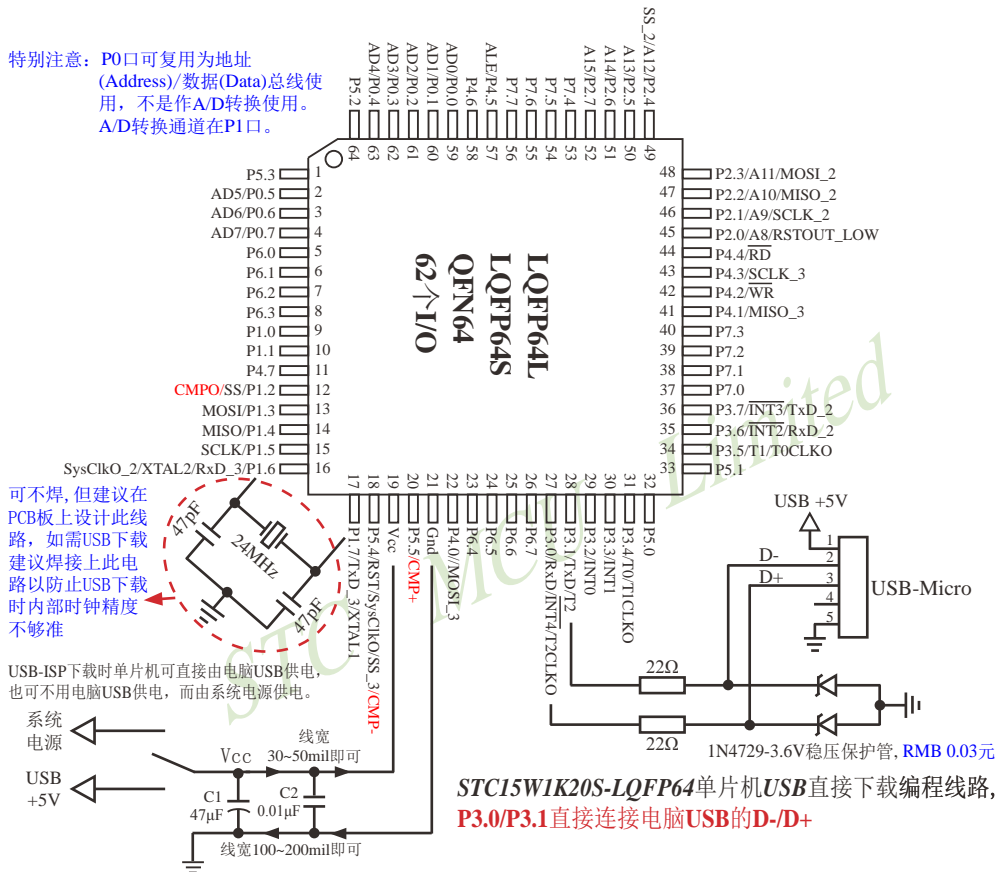 特别注意：P0口可复用为地址
(Address)/数据(Data)总线使
用，不是作A/D转换使用。
A/D转换通道在P1口。
P5.2
AD4/P0.4
AD3/P0.3
AD2/P0.2
AD1/P0.1
AD0/P0.0
P4.6
ALE/P4.5
P7.7
P7.6
P7.5
P7.4
A15/P2.7
A14/P2.6
A13/P2.5
SS_2/A12/P2.4
64
63
62
61
60
59
58
57
56
55
54
53
52
51
50
49
P5.3 1
AD5/P0.5 2
AD6/P0.6 3
AD7/P0.7 4
P6.0 5
P6.1 6
P6.2 7
P6.3 8
P1.0 9
P1.1 10
P4.7 11
CMPO/SS/P1.2 12
MOSI/P1.3 13
MISO/P1.4 14
SCLK/P1.5 15
SysClkO_2/XTAL2/RxD_3/P1.6 16
LQFP64L
LQFP64S
QFN64
62个I/O
48 P2.3/A11/MOSI_2
47 P2.2/A10/MISO_2
46 P2.1/A9/SCLK_2
45 P2.0/A8/RSTOUT_LOW
44 P4.4/RD
43 P4.3/SCLK_3
42 P4.2/WR
41 P4.1/MISO_3
40 P7.3
39 P7.2
38 P7.1
37 P7.0
36 P3.7/INT3/TxD_2
35 P3.6/INT2/RxD_2
34 P3.5/T1/T0CLKO
33 P5.1
17
18
19
20
21
22
23
24
25
26
27
28
29
30
31
32
P1.7/TxD_3/XTAL1
P5.4/RST/SysClkO/SS_3/CMP-
Vcc
P5.5/CMP+
Gnd
P4.0//MOSI_3
P6.4
P6.5
P6.6
P6.7
P3.0/RxD/INT4/T2CLKO
P3.1/TxD/T2
P3.2/INT0
P3.3/INT1
P3.4/T0/T1CLKO
P5.0
STC MCU Limited
可不焊,但建议在
PCB板上设计此线
路，如需USB下载
建议焊接上此电
路以防止USB下载
时内部时钟精度
不够准
47pF
24MHz
47pF
USB +5V
1
D- 2
D+ 3
4
5
USB-Micro
USB-ISP下载时单片机可直接由电脑USB供电，
也可不用电脑USB供电，而由系统电源供电。
系统
电源
USB
+5V
VCC
线宽
30~50mil即可
C1
47μF
C2
0.01μF
线宽100~200mil即可
22Ω
22Ω
1N4729-3.6V稳压保护管, RMB 0.03元
STC15W1K20S-LQFP64单片机USB直接下载编程线路,
P3.0/P3.1直接连接电脑USB的D-/D+